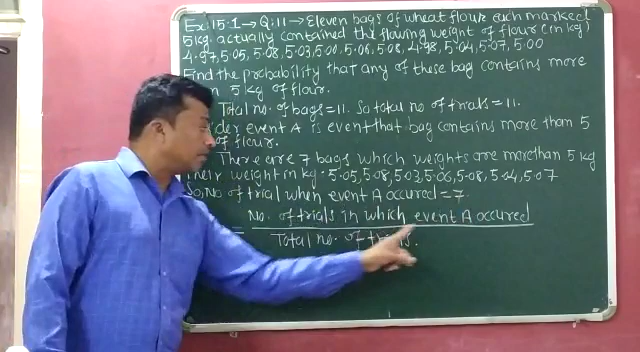 Ex:15.1 → Q:11 → Eleven bags of wheat flour each marked
5kg actually contained the flowing weight of flour (in kg)
4.97, 5.05, 5.08, 5.03, 5.00, 5.06, 5.08, 4.98, 5.04, 5.07, 5.00
Find the probability that any of these bag contains more
5 kg of flour.
Total no. of bags = 11. So total no of trials = 11.
event A is event that bag contains more than 5
of flour.
There are 7 bags which weights are more than 5 kg
Their weight in kg. 5.05, 5.08, 5.03, 5.06, 5.08, 5.04, 5.07
So, No of trial when event A occured = 7.
= No. of trials in which event A occured
Total no. of trials.